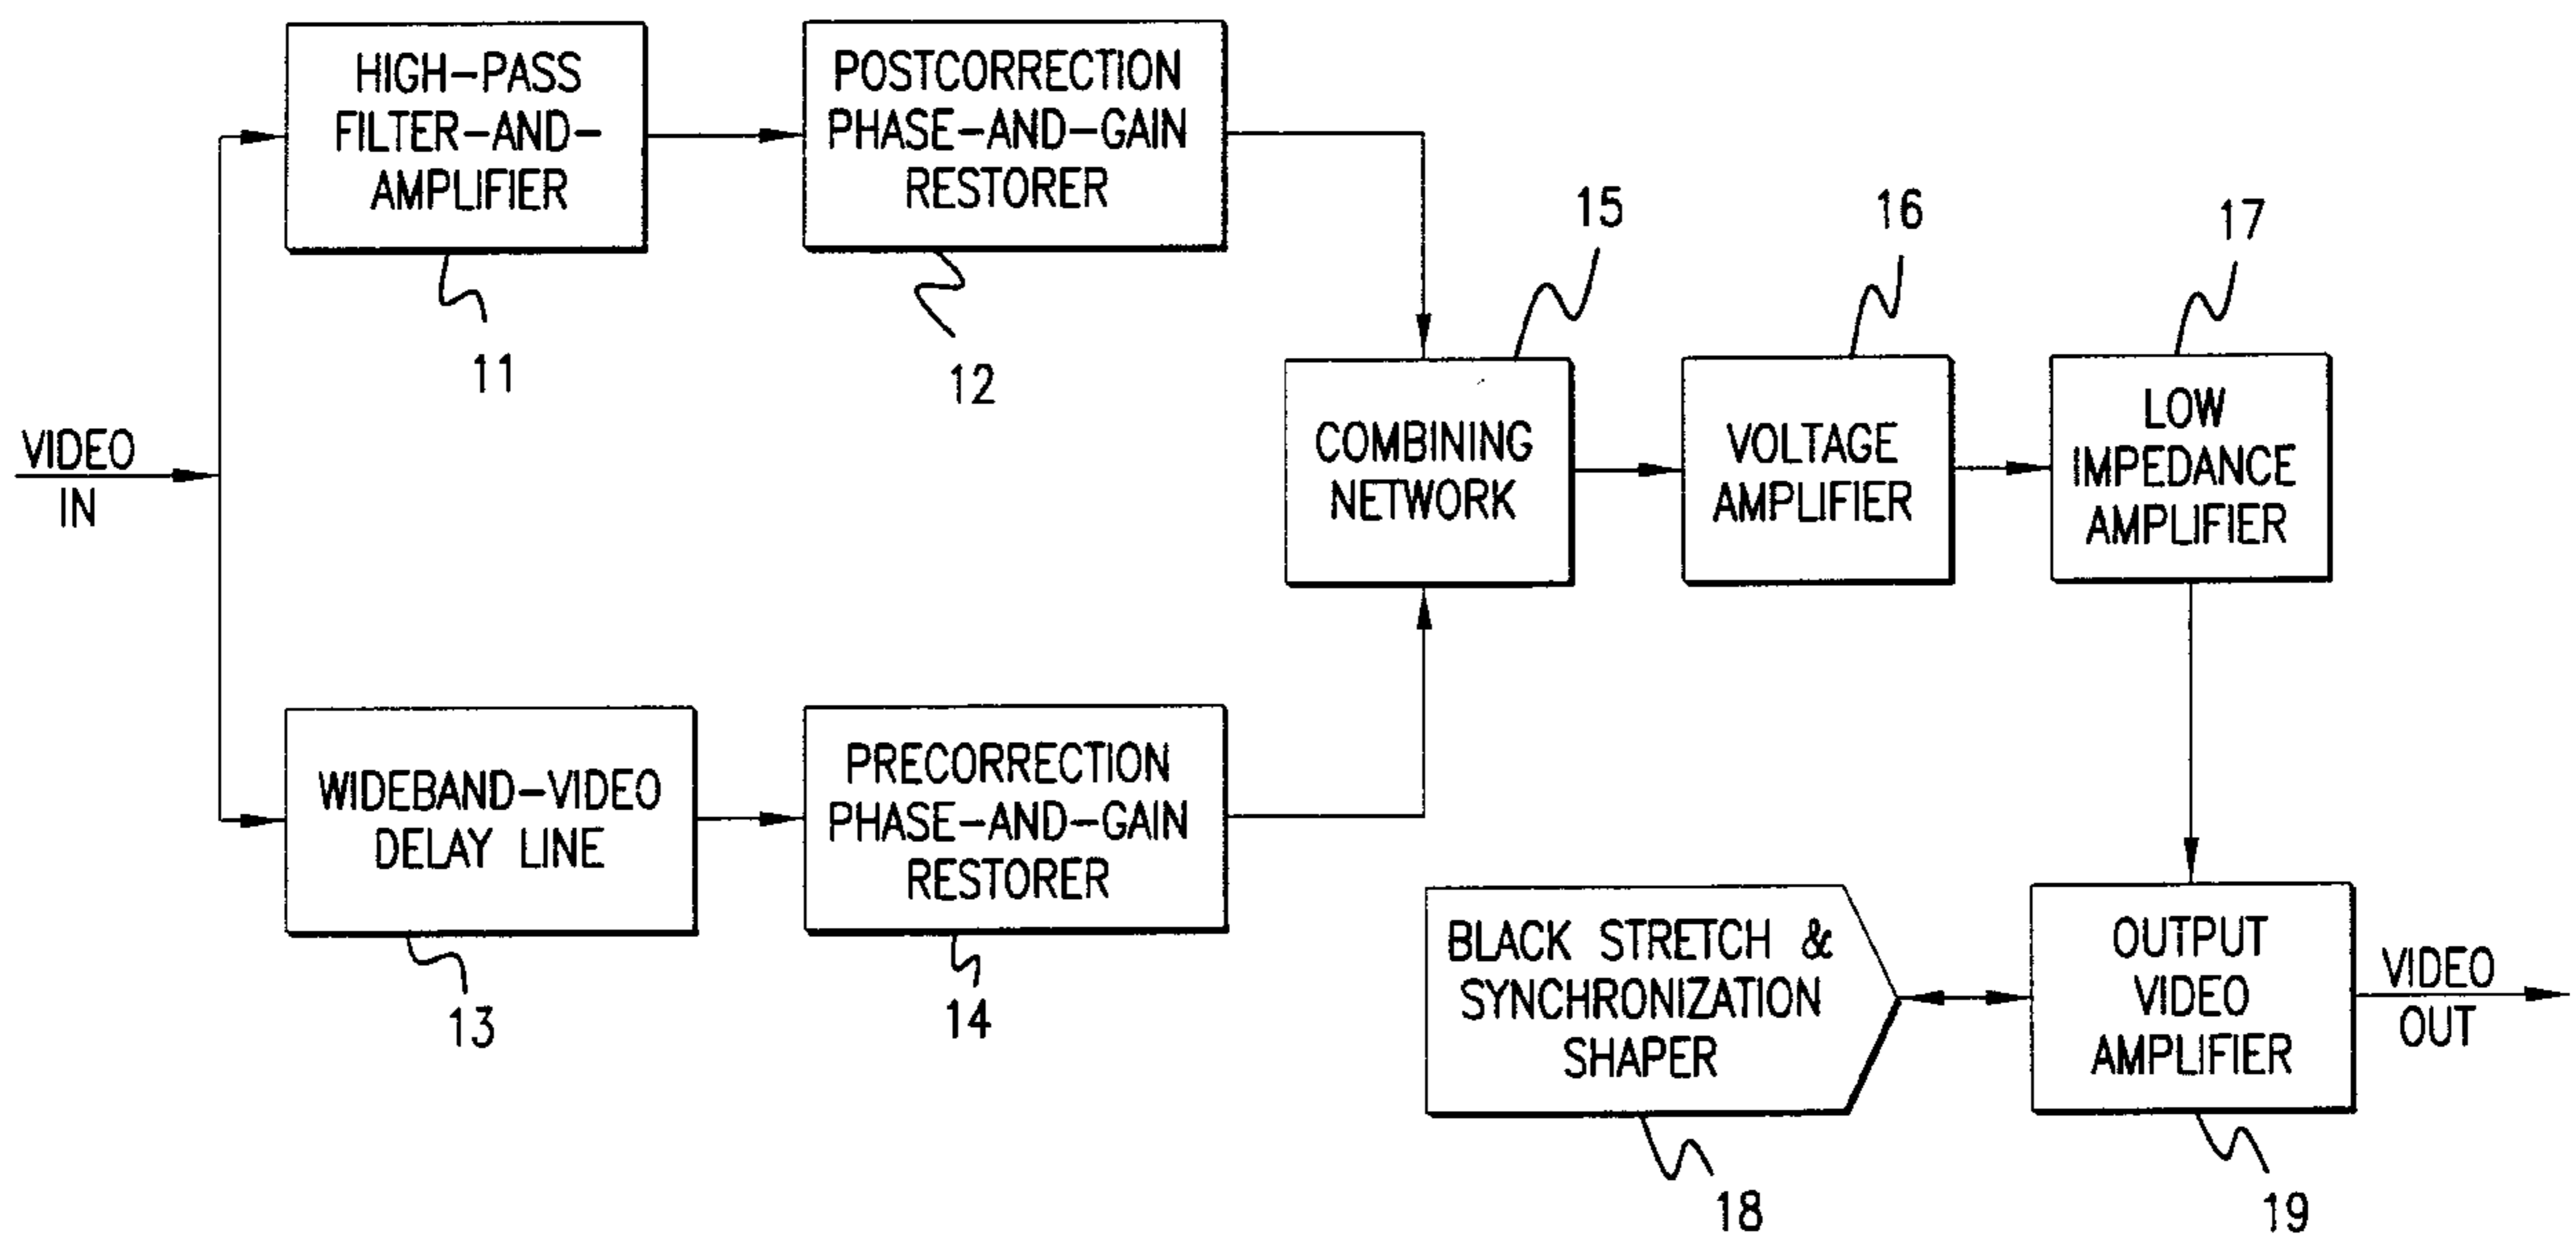 HIGH-PASS
FILTER-AND-
AMPLIFIER
11
POSTCORRECTION
PHASE-AND-GAIN
RESTORER
12
VIDEO
IN
WIDEBAND-VIDEO
DELAY LINE
13
PRECORRECTION
PHASE-AND-GAIN
RESTORER
14
COMBINING
NETWORK
15
VOLTAGE
AMPLIFIER
16
LOW
IMPEDANCE
AMPLIFIER
17
BLACK STRETCH &
SYNCHRONIZATION
SHAPER
18
OUTPUT
VIDEO
AMPLIFIER
19
VIDEO
OUT